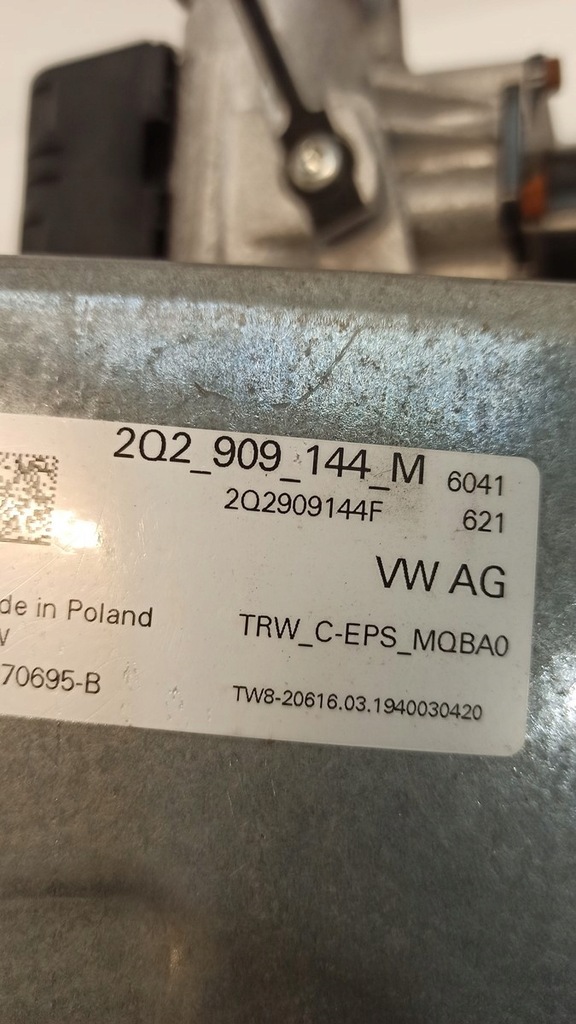 2Q2_909_144_M 6041
2Q2909144F 621
VW AG
de in Poland TRW_C-EPS_MQBA0
70695-B TW8-20616.03.1940030420